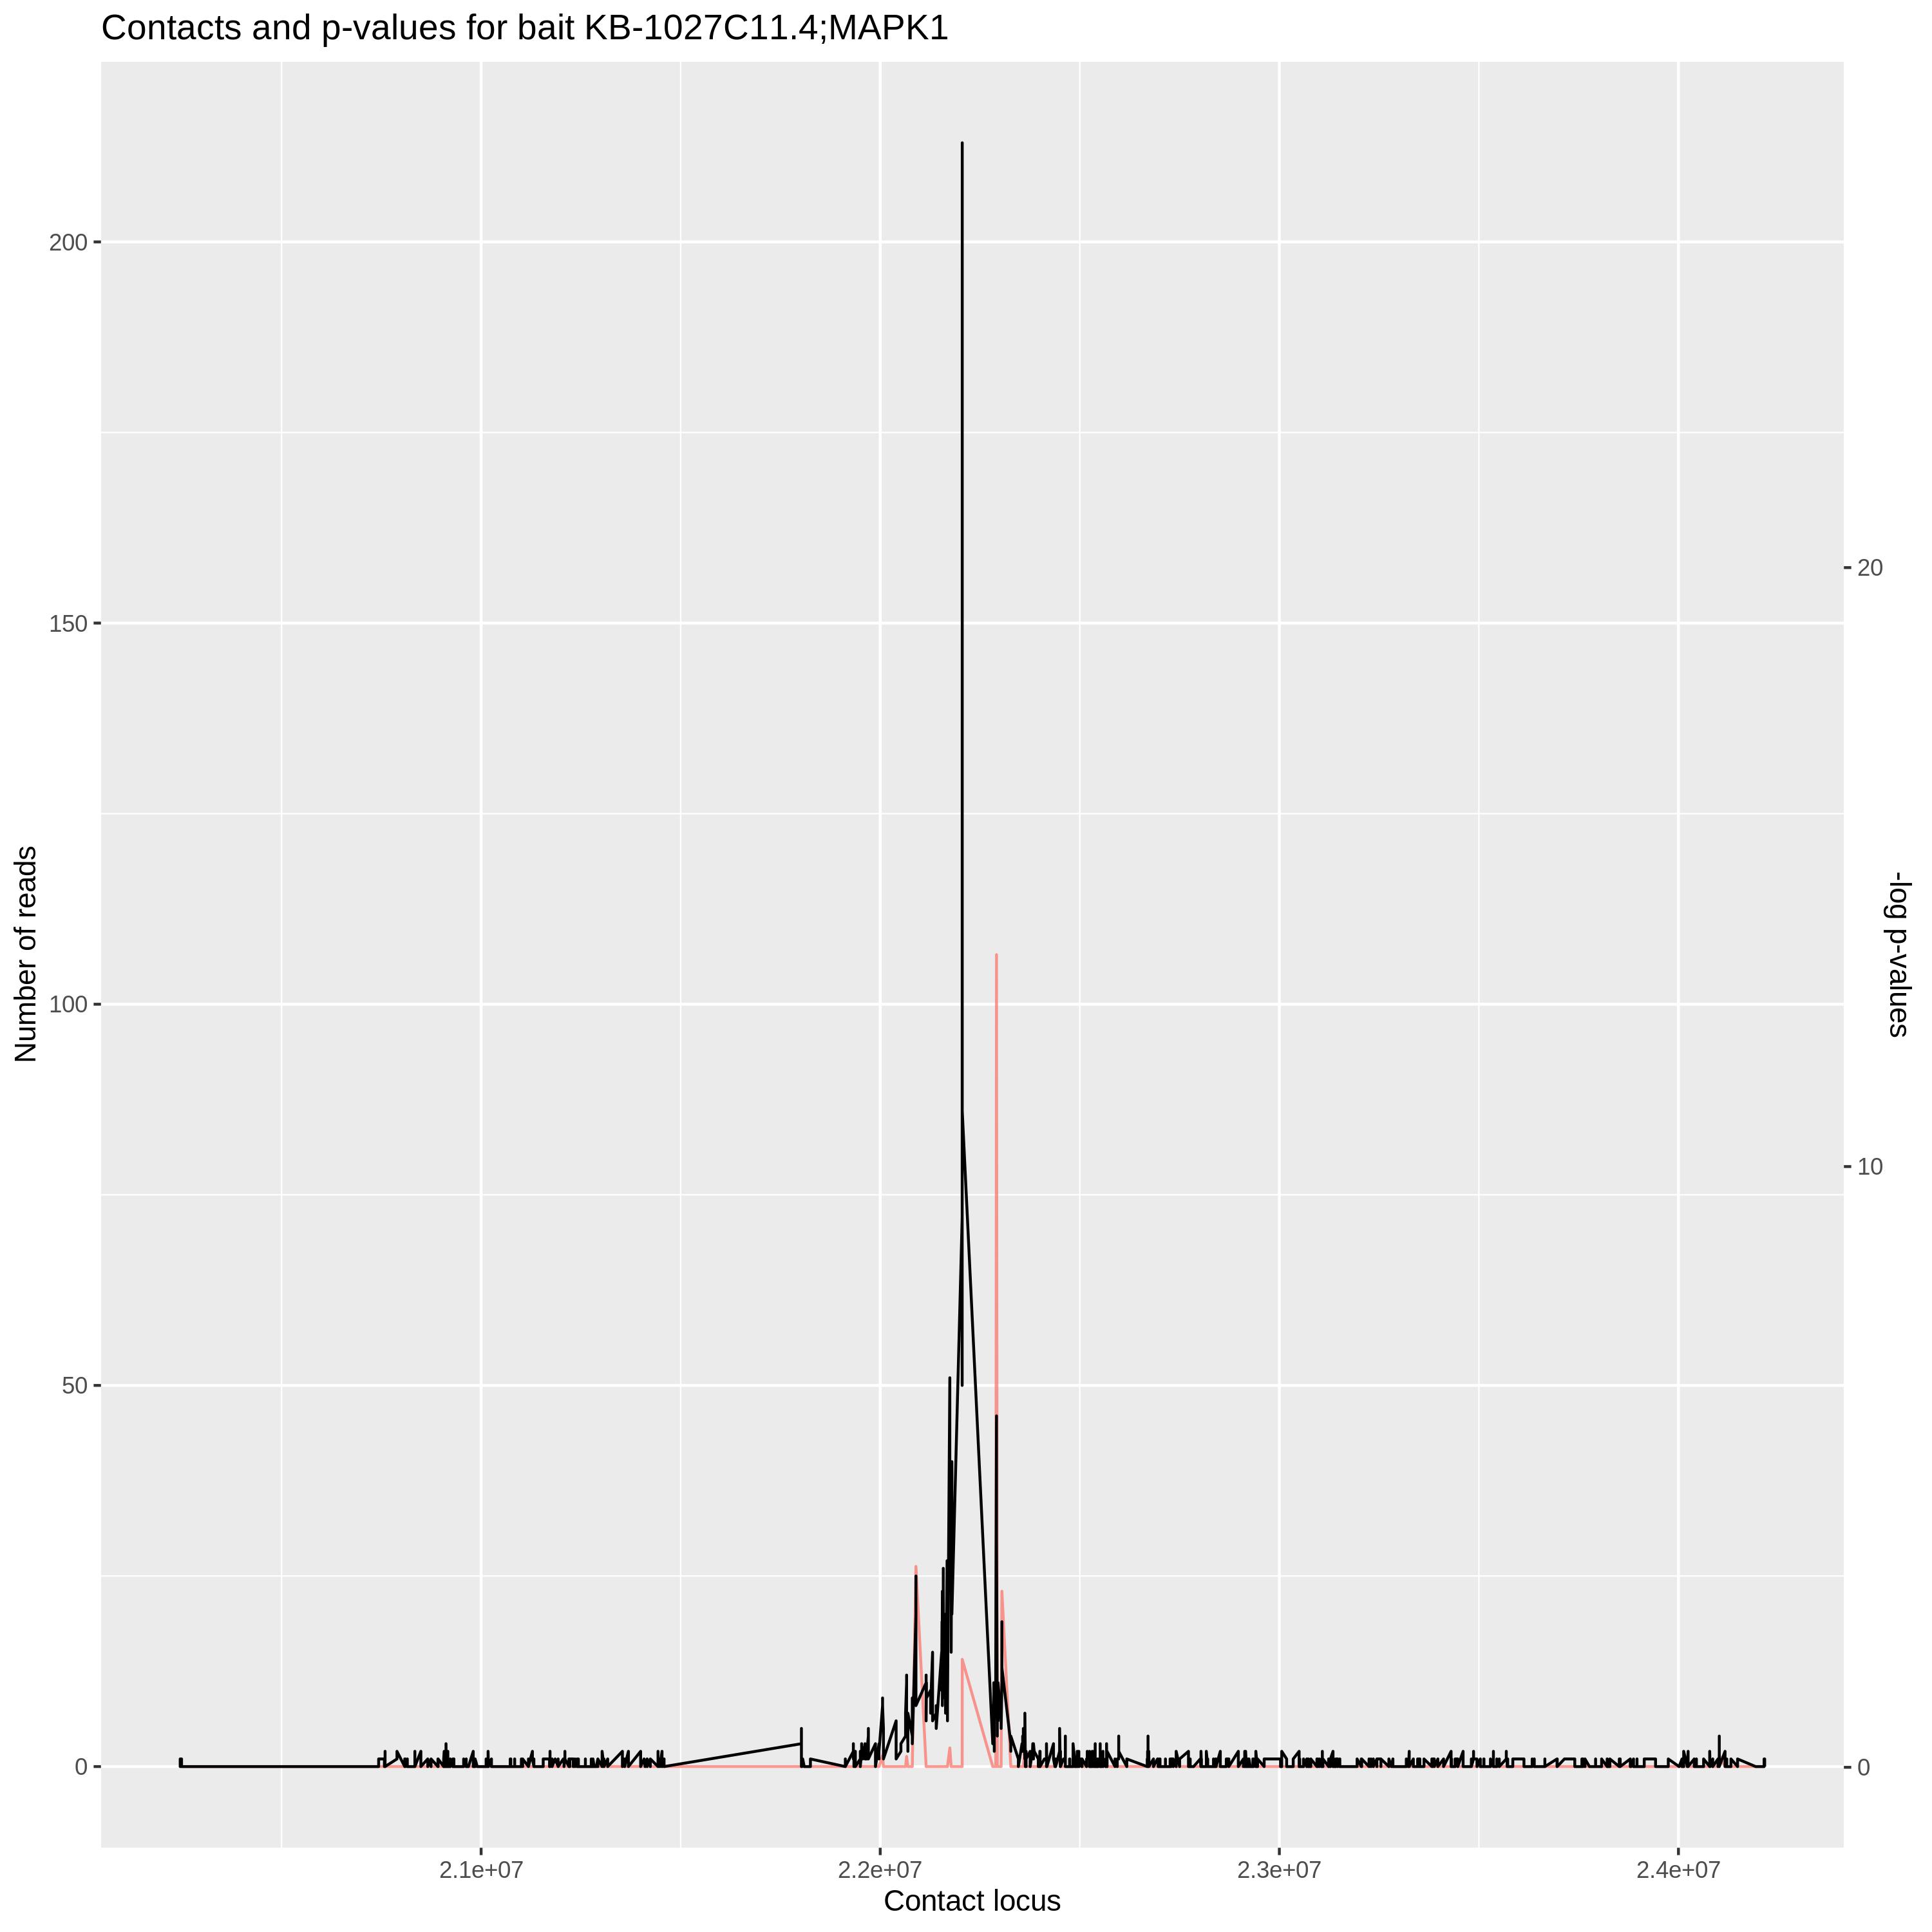 Contacts and p-values for bait KB-1027C11.4;MAPK1
200
150
100
50
0
Number of reads
20
10
0
-log p-values
2.1e+07
2.2e+07
2.3e+07
2.4e+07
Contact locus